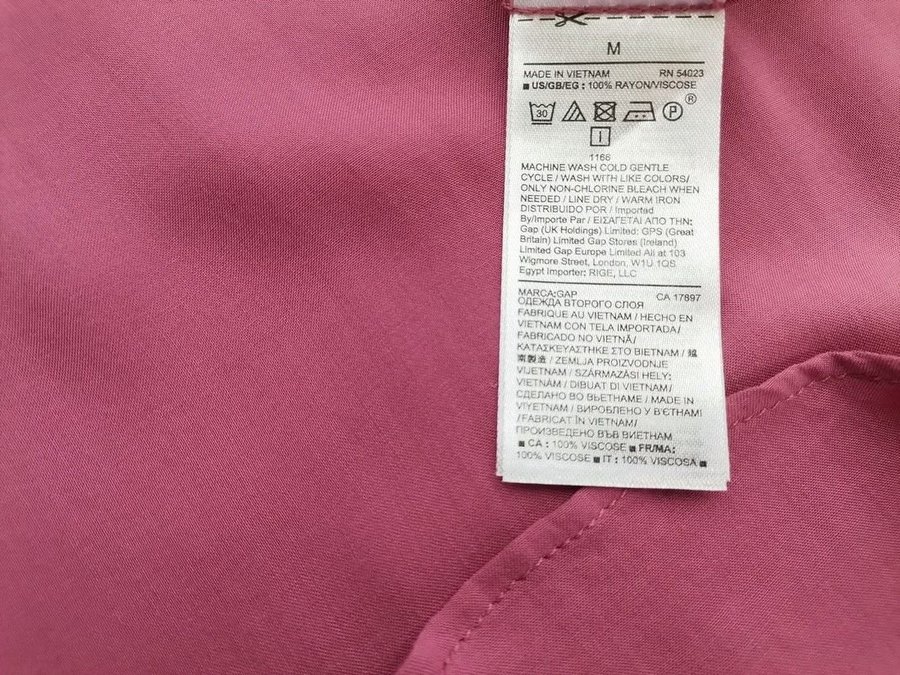 M
MADE IN VIETNAM RN 54023
■ US/GB/EG : 100% RAYON/VISCOSE
30 P ®
I
1166
MACHINE WASH COLD GENTLE
CYCLE / WASH WITH LIKE COLORS/
ONLY NON-CHLORINE BLEACH WHEN
NEEDED / LINE DRY / WARM IRON
DISTRIBUIDO POR / Imported
By/Importe Par / ΕΙΣΑΓΕΤΑΙ ΑΠΟ ΤΗΝ:
Gap (UK Holdings) Limited: GPS (Great
Britain) Limited Gap Stores (Ireland)
Limited Gap Europe Limited All at 103
Wigmore Street, London, W1U 1QS
Egypt Importer: RIGE, LLC
MARCA:GAP CA 17897
ОДЕЖДА ВТОРОГО СЛОЯ
FABRIQUE AU VIETNAM / HECHO EN
VIETNAM CON TELA IMPORTADA/
FABRICADO NO VIETNÃ/
ΚΑΤΑΣΚΕΥΑΣΤΗΚΕ ΣΤΟ ΒΙΕΤΝΑΜ / 越
南製造 / ZEMLJA PROIZVODNJE
VIJETNAM / SZÁRMAZÁSI HELY:
VIETNÁM / DIBUAT DI VIETNAM/
СДЕЛАНО ВО ВЬЕТНАМЕ / MADE IN
VIYETNAM / ВИРОБЛЕНО У В'ЄТНАМІ
/ FABRICAT ÎN VIETNAM/
ПРОИЗВЕДЕНО ВЪВ ВИЕТНАМ
■ CA : 100% VISCOSE ■ FR/MA:
100% VISCOSE ■ IT : 100% VISCOSA ■